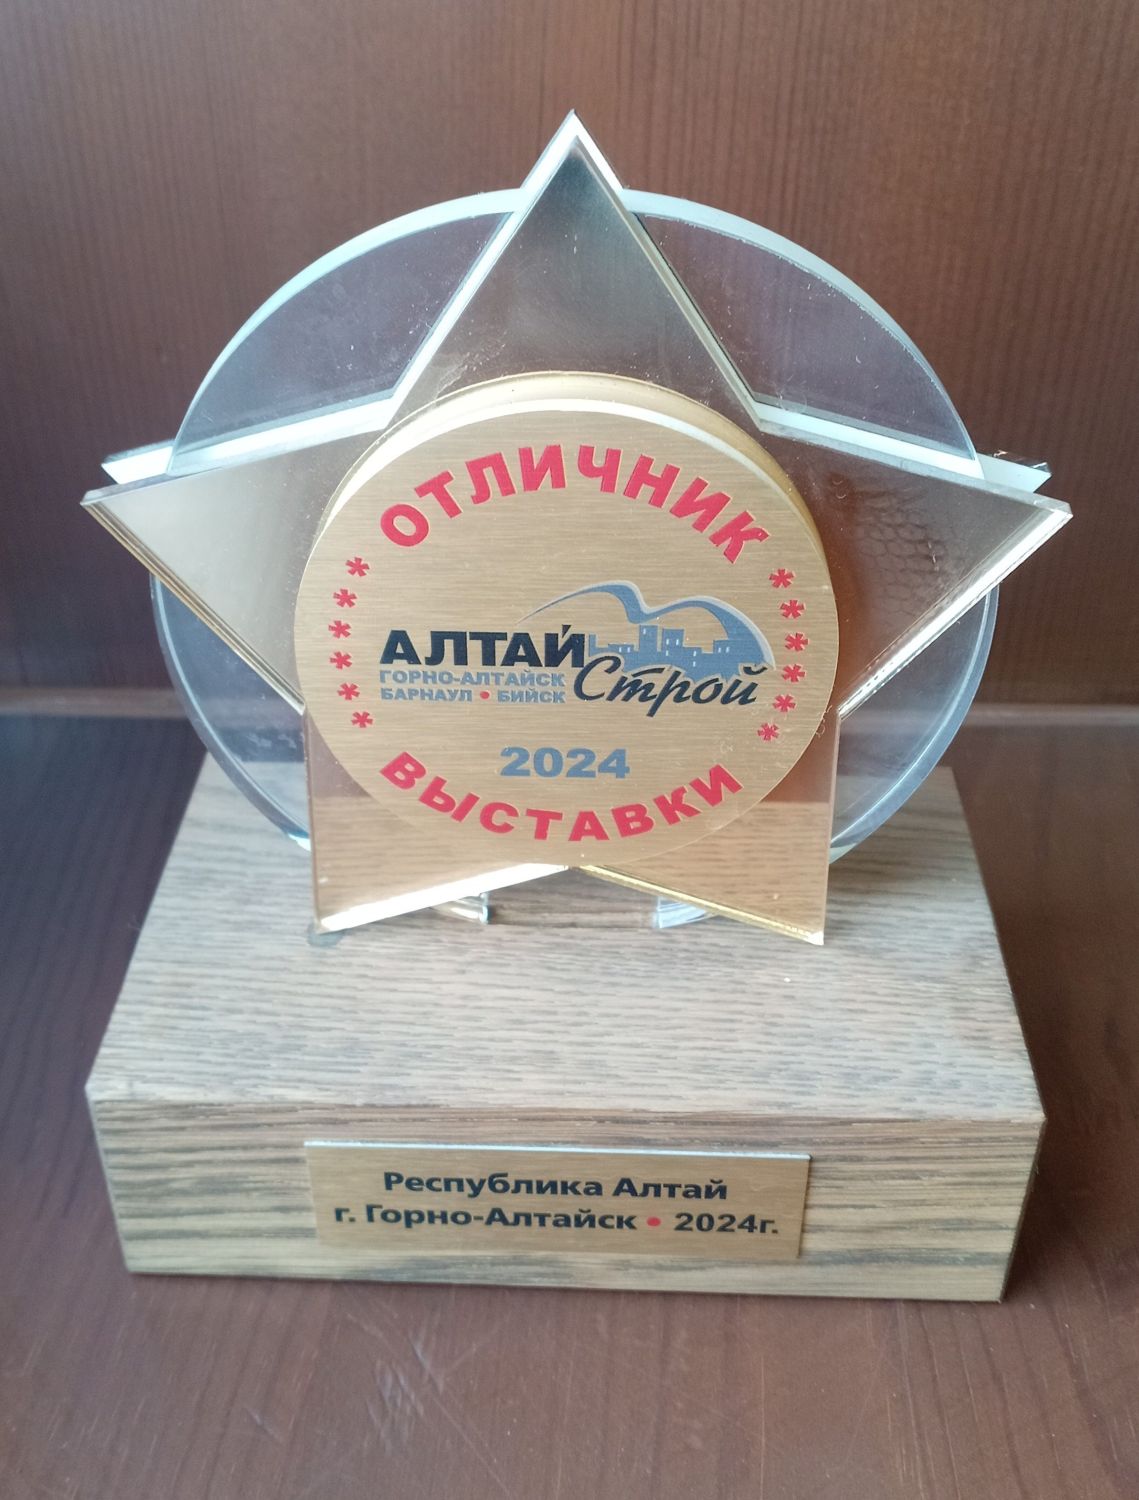 ОТЛИЧНИК
АЛТАЙ
Строй
ГОРНО-АЛТАЙСК
БАРНАУЛ • БИЙСК
2024
ВЫСТАВКИ
Республика Алтай
г. Горно-Алтайск • 2024г.